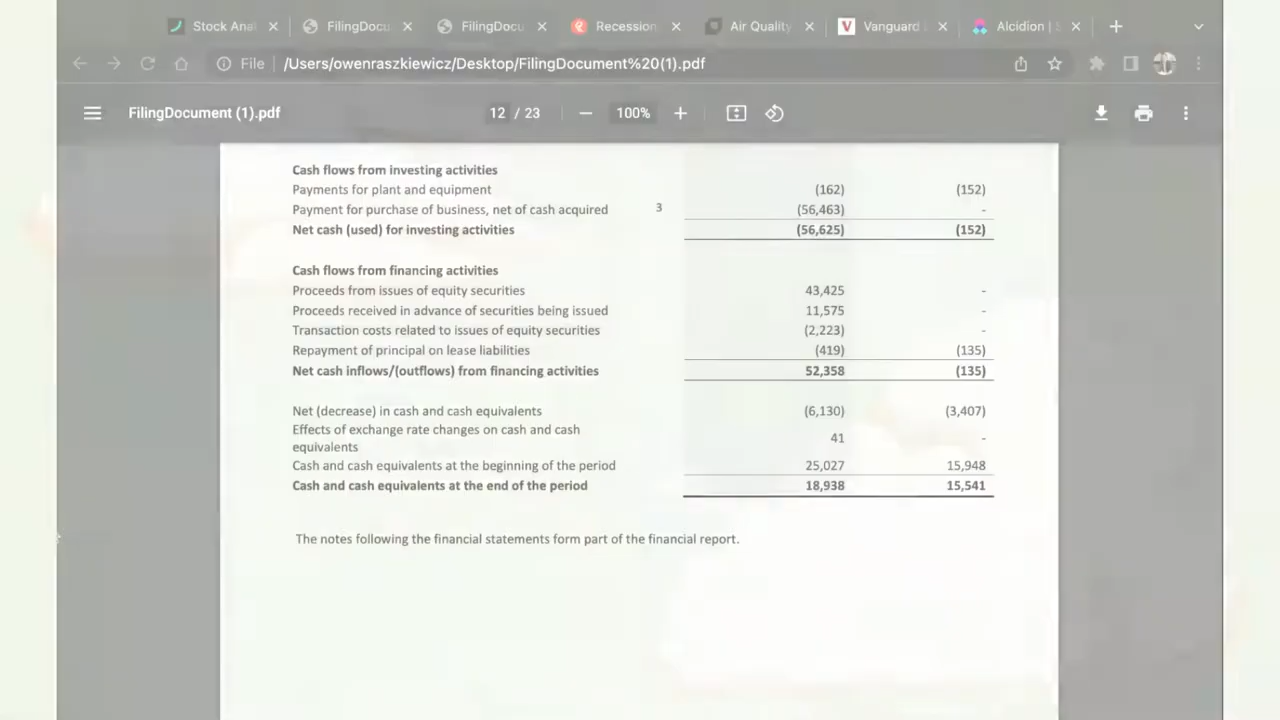 Stock Anal
FilingDocu
FilingDocu
Recession
Air Quality
Vanguard
Alcidion | S
File /Users/owenraszkiewicz/Desktop/FilingDocument%20(1).pdf
FilingDocument (1).pdf 12 / 23 100%
Cash flows from investing activities
Payments for plant and equipment (162) (152)
Payment for purchase of business, net of cash acquired 3 (56,463) -
Net cash (used) for investing activities (56,625) (152)
Cash flows from financing activities
Proceeds from issues of equity securities 43,425 -
Proceeds received in advance of securities being issued 11,575 -
Transaction costs related to issues of equity securities (2,223) -
Repayment of principal on lease liabilities (419) (135)
Net cash inflows/(outflows) from financing activities 52,358 (135)
Net (decrease) in cash and cash equivalents (6,130) (3,407)
Effects of exchange rate changes on cash and cash
equivalents 41 -
Cash and cash equivalents at the beginning of the period 25,027 15,948
Cash and cash equivalents at the end of the period 18,938 15,541
The notes following the financial statements form part of the financial report.